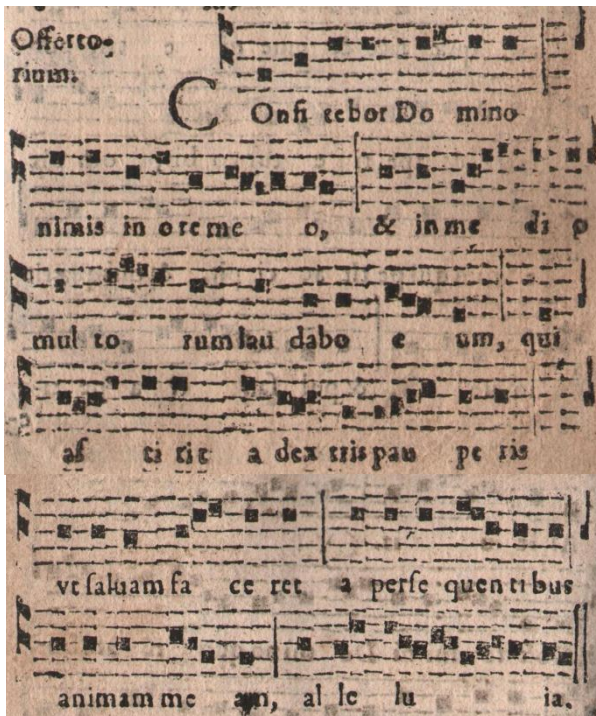 Offerto-
rium.
COnfi tebor Do mino
nimis in ore me o, & in me di o
mul to rum lau dabo e um, qui
aſ ti tit a dex tris pau pe ris
vt ſaluam fa ce ret a perſe quen ti bus
animam me am, al le lu ia.